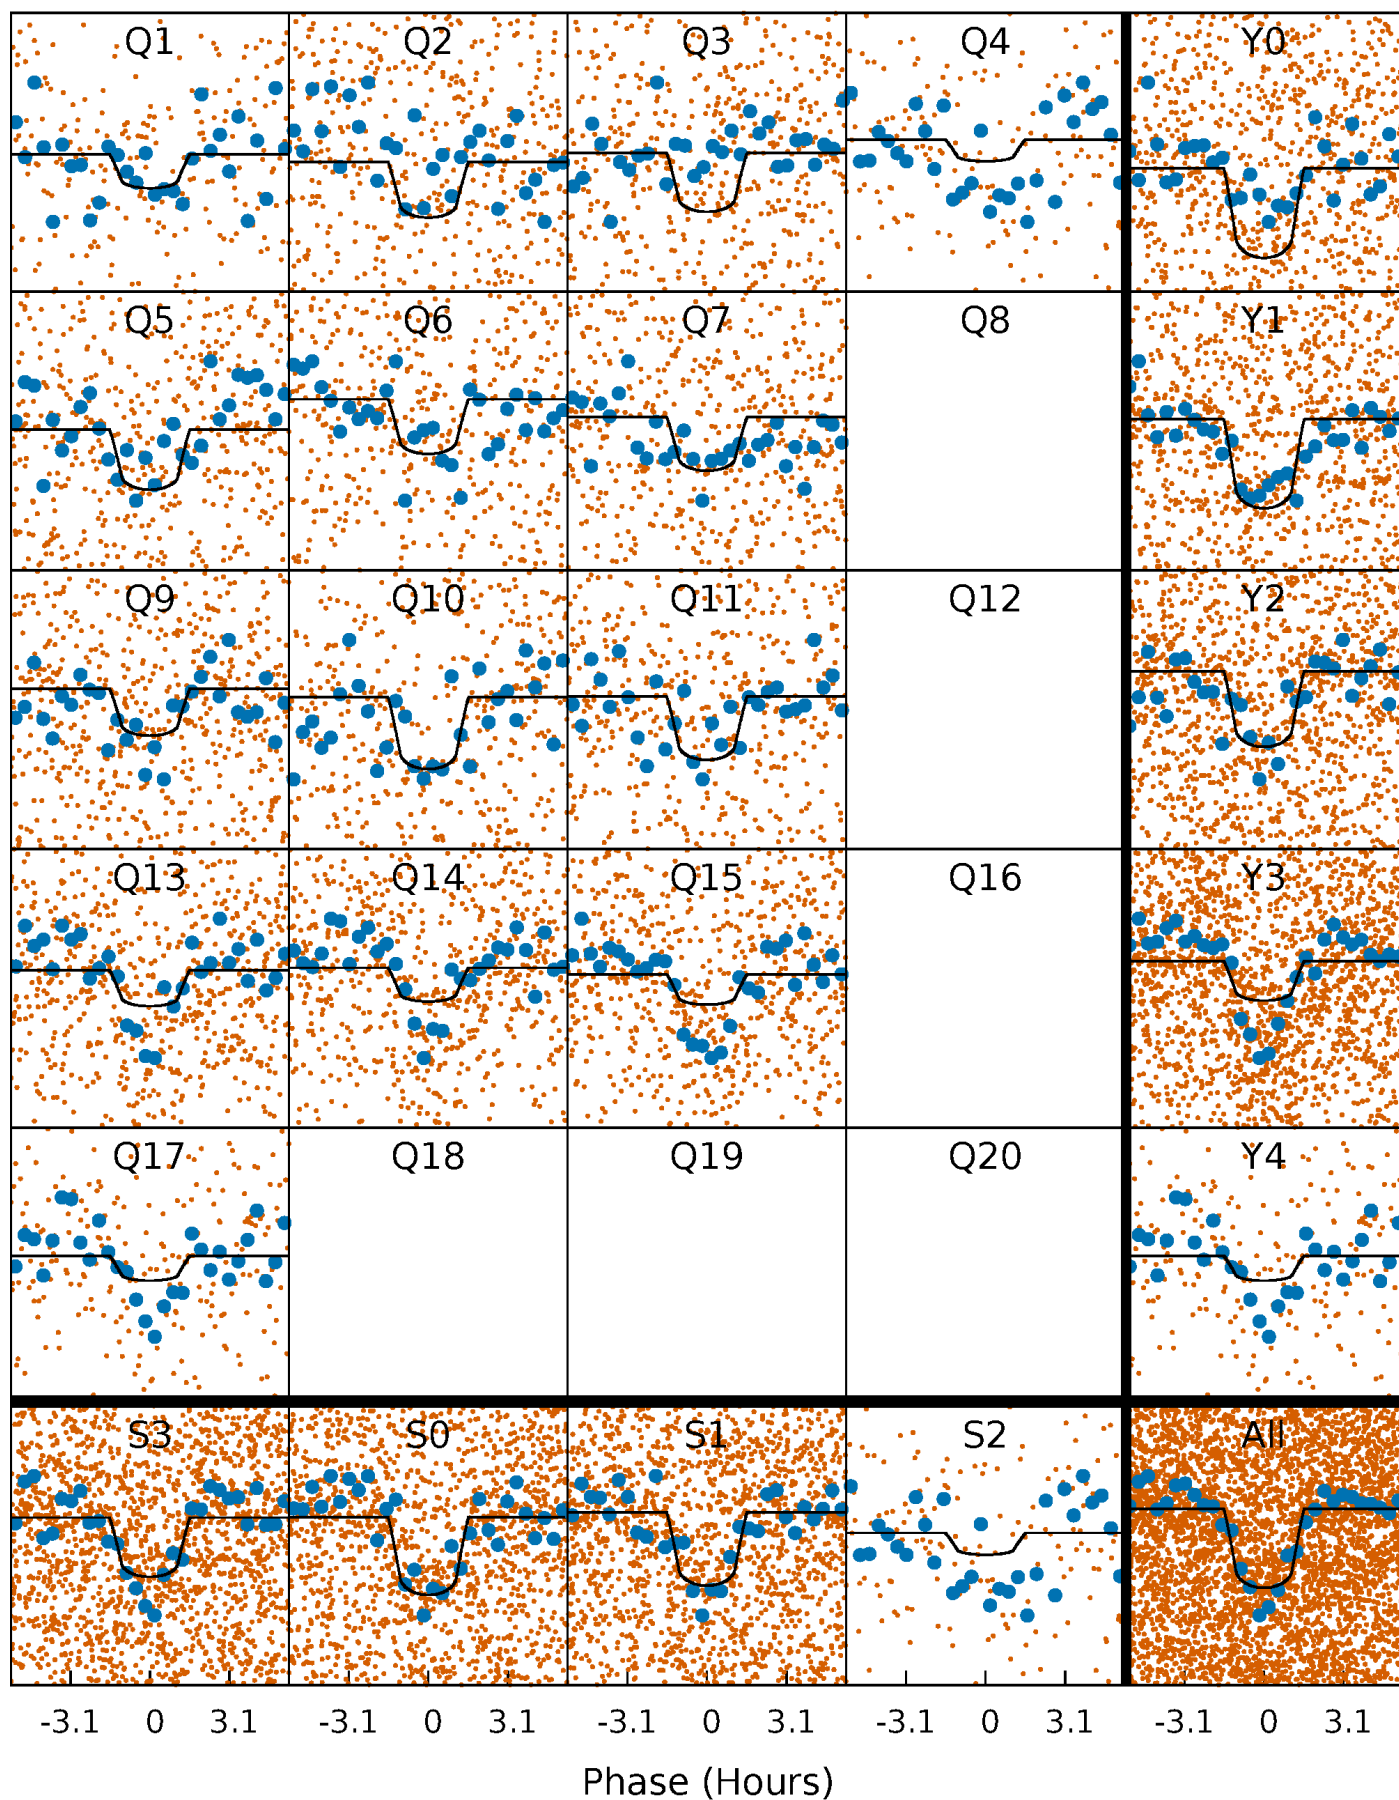 Q1 Q2 Q3 Q4 Y0
Q5 Q6 Q7 Q8 Y1
Q9 Q10 Q11 Q12 Y2
Q13 Q14 Q15 Q16 Y3
Q17 Q18 Q19 Q20 Y4
S3 S0 S1 S2 All
-3.1 0 3.1 -3.1 0 3.1 -3.1 0 3.1 -3.1 0 3.1 -3.1 0 3.1
Phase (Hours)